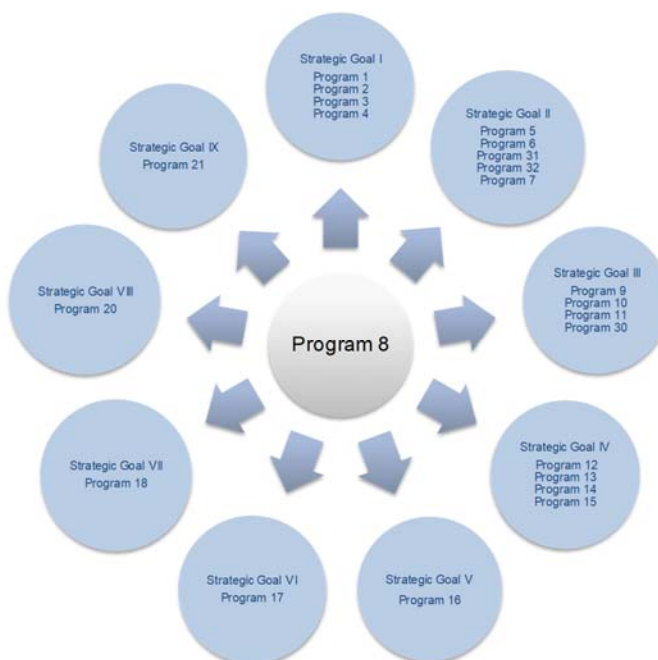 Strategic Goal I
Program 1
Program 2
Program 3
Program 4
Strategic Goal II
Program 5
Program 6
Program 31
Program 32
Program 7
Strategic Goal III
Program 9
Program 10
Program 11
Program 30
Strategic Goal IV
Program 12
Program 13
Program 14
Program 15
Strategic Goal V
Program 16
Strategic Goal VI
Program 17
Strategic Goal VII
Program 18
Strategic Goal VIII
Program 20
Strategic Goal IX
Program 21
Program 8